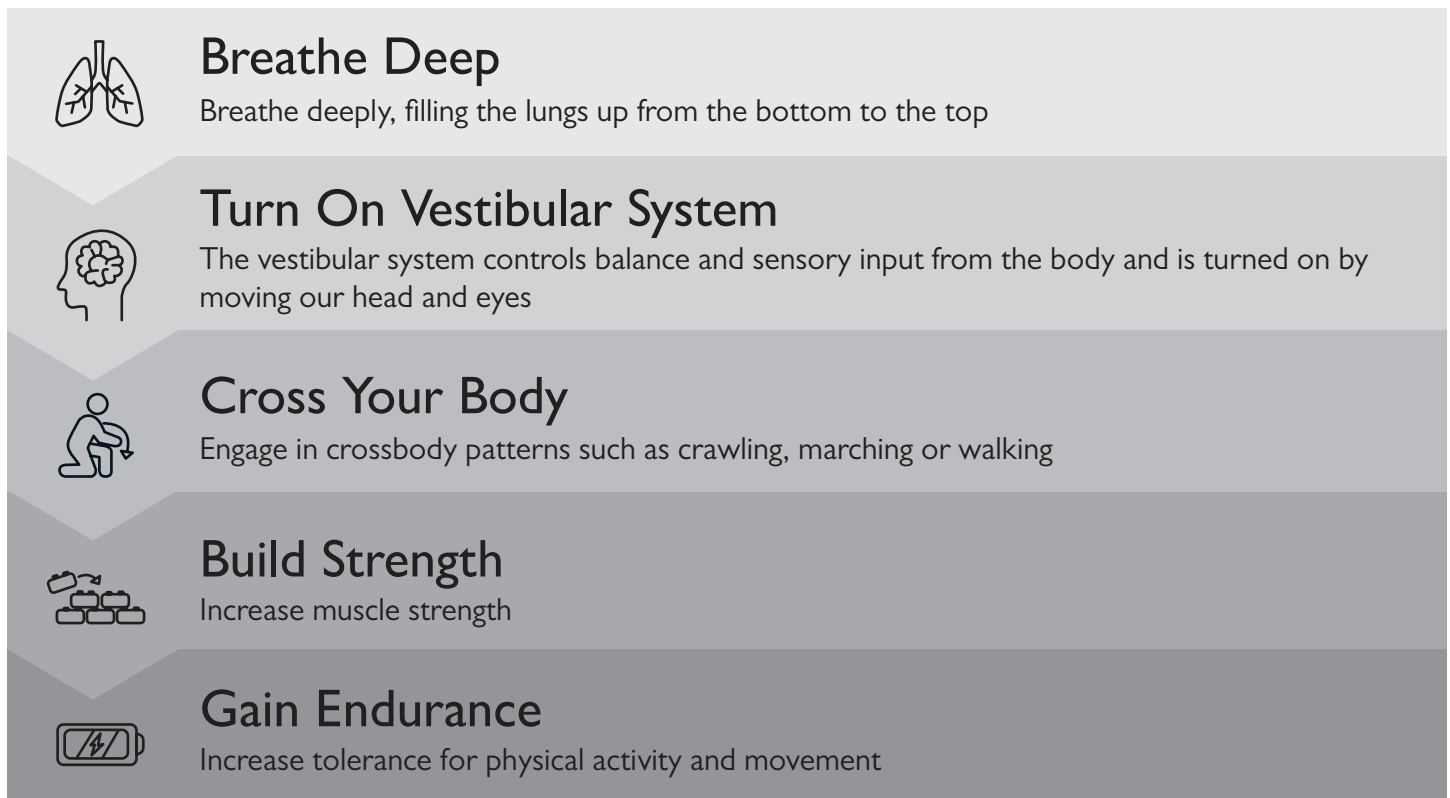 Breathe Deep
Breathe deeply, filling the lungs up from the bottom to the top
Turn On Vestibular System
The vestibular system controls balance and sensory input from the body and is turned on by
moving our head and eyes
Cross Your Body
Engage in crossbody patterns such as crawling, marching or walking
Build Strength
Increase muscle strength
Gain Endurance
Increase tolerance for physical activity and movement